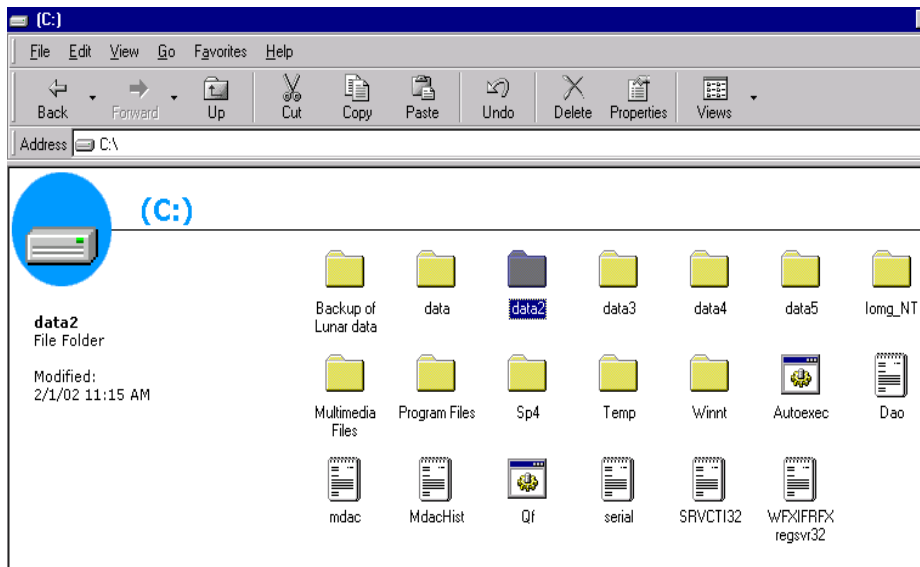 (C:)
File Edit View Go Favorites Help
Back Forward Up Cut Copy Paste Undo Delete Properties Views
Address C:\
(C:)
data2
File Folder
Modified:
2/1/02 11:15 AM
Backup of
Lunar data
data
data2
data3
data4
data5
Iomg_NT
Multimedia
Files
Program Files
Sp4
Temp
Winnt
Autoexec
Dao
mdac
MdacHist
Qf
serial
SRVCTI32
WFXIFRFX
regsvr32